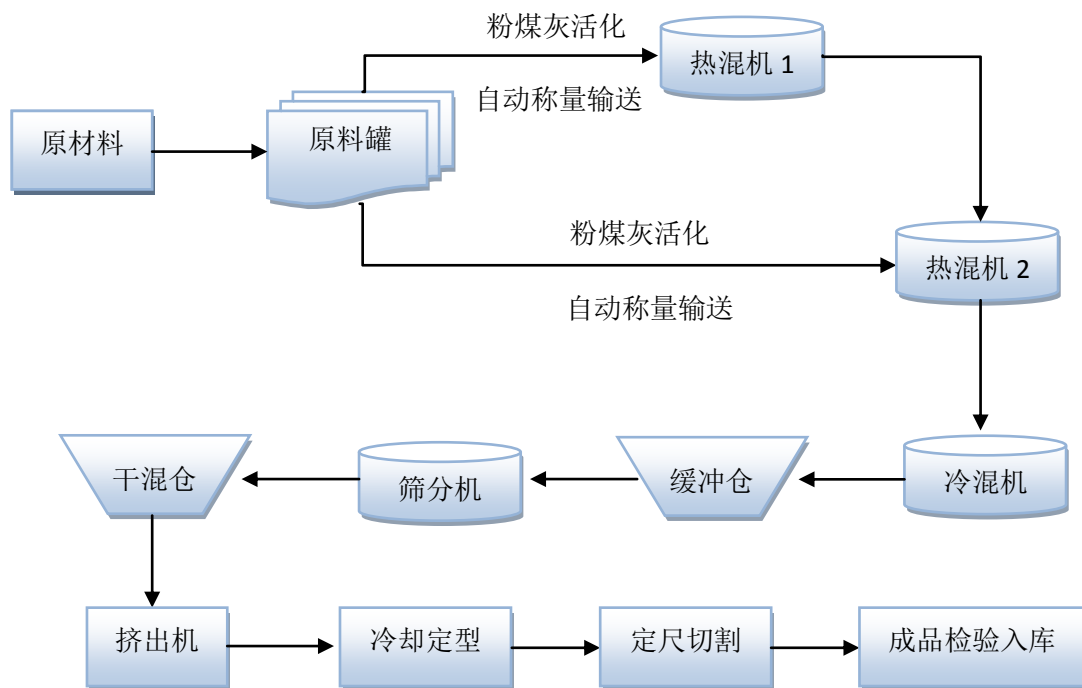 粉煤灰活化
热混机 1
自动称量输送
原材料
原料罐
粉煤灰活化
热混机 2
自动称量输送
干混仓
筛分机
缓冲仓
冷混机
挤出机
冷却定型
定尺切割
成品检验入库